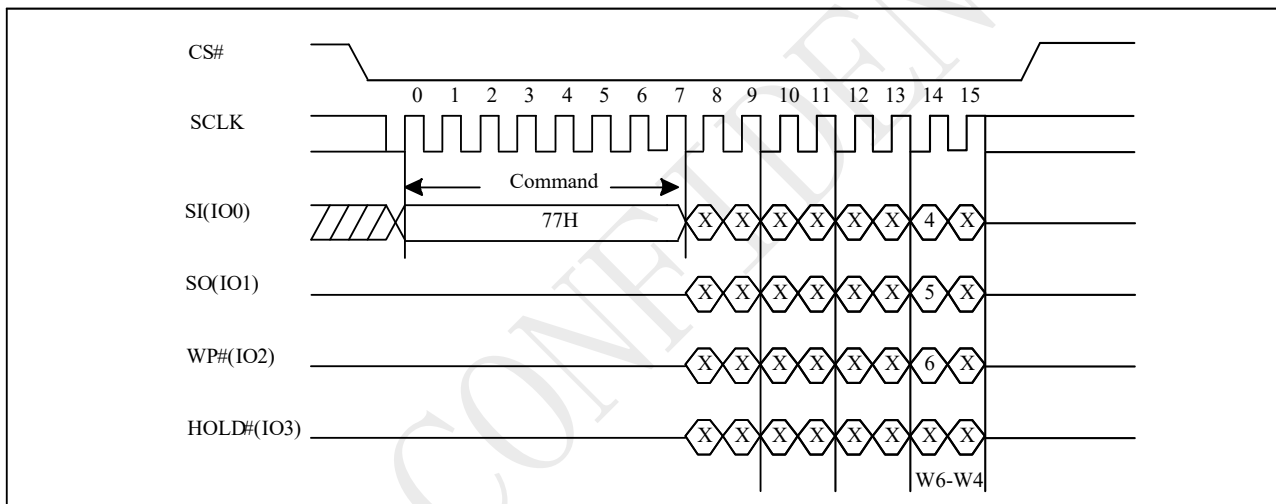 CS#
0 1 2 3 4 5 6 7 8 9 10 11 12 13 14 15
SCLK
Command
SI(IO0) 77H X X X X X X 4 X
SO(IO1) X X X X X X 5 X
WP#(IO2) X X X X X X 6 X
HOLD#(IO3) X X X X X X X X
W6-W4
CONFIDEN